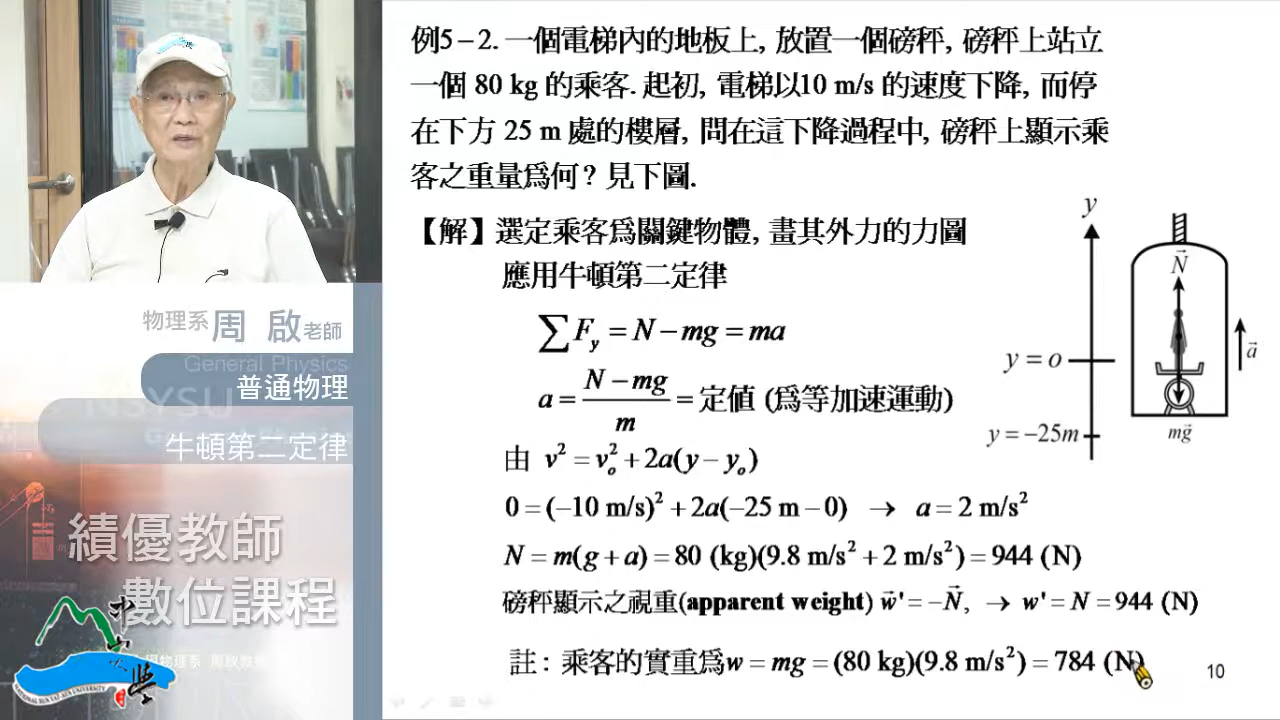 例5－2. 一個電梯內的地板上, 放置一個磅秤, 磅秤上站立
一個 80 kg 的乘客. 起初, 電梯以10 m/s 的速度下降, 而停
在下方 25 m 處的樓層, 問在這下降過程中, 磅秤上顯示乘
客之重量為何? 見下圖.
【解】選定乘客為關鍵物體, 畫其外力的力圖
應用牛頓第二定律
∑F_y = N − mg = ma
a = (N − mg)/m = 定值 (為等加速運動)
由 v² = v_o² + 2a(y − y_o)
0 = (−10 m/s)² + 2a(−25 m − 0) → a = 2 m/s²
N = m(g + a) = 80 (kg)(9.8 m/s² + 2 m/s²) = 944 (N)
磅秤顯示之視重(apparent weight) w⃗' = −N⃗, → w' = N = 944 (N)
註: 乘客的實重為w = mg = (80 kg)(9.8 m/s²) = 784 (N)
10
y
N⃗
a⃗
y = o
y = −25m
mg⃗
物理系 周 啟 老師
General Physics
普通物理
牛頓第二定律
績優教師
數位課程